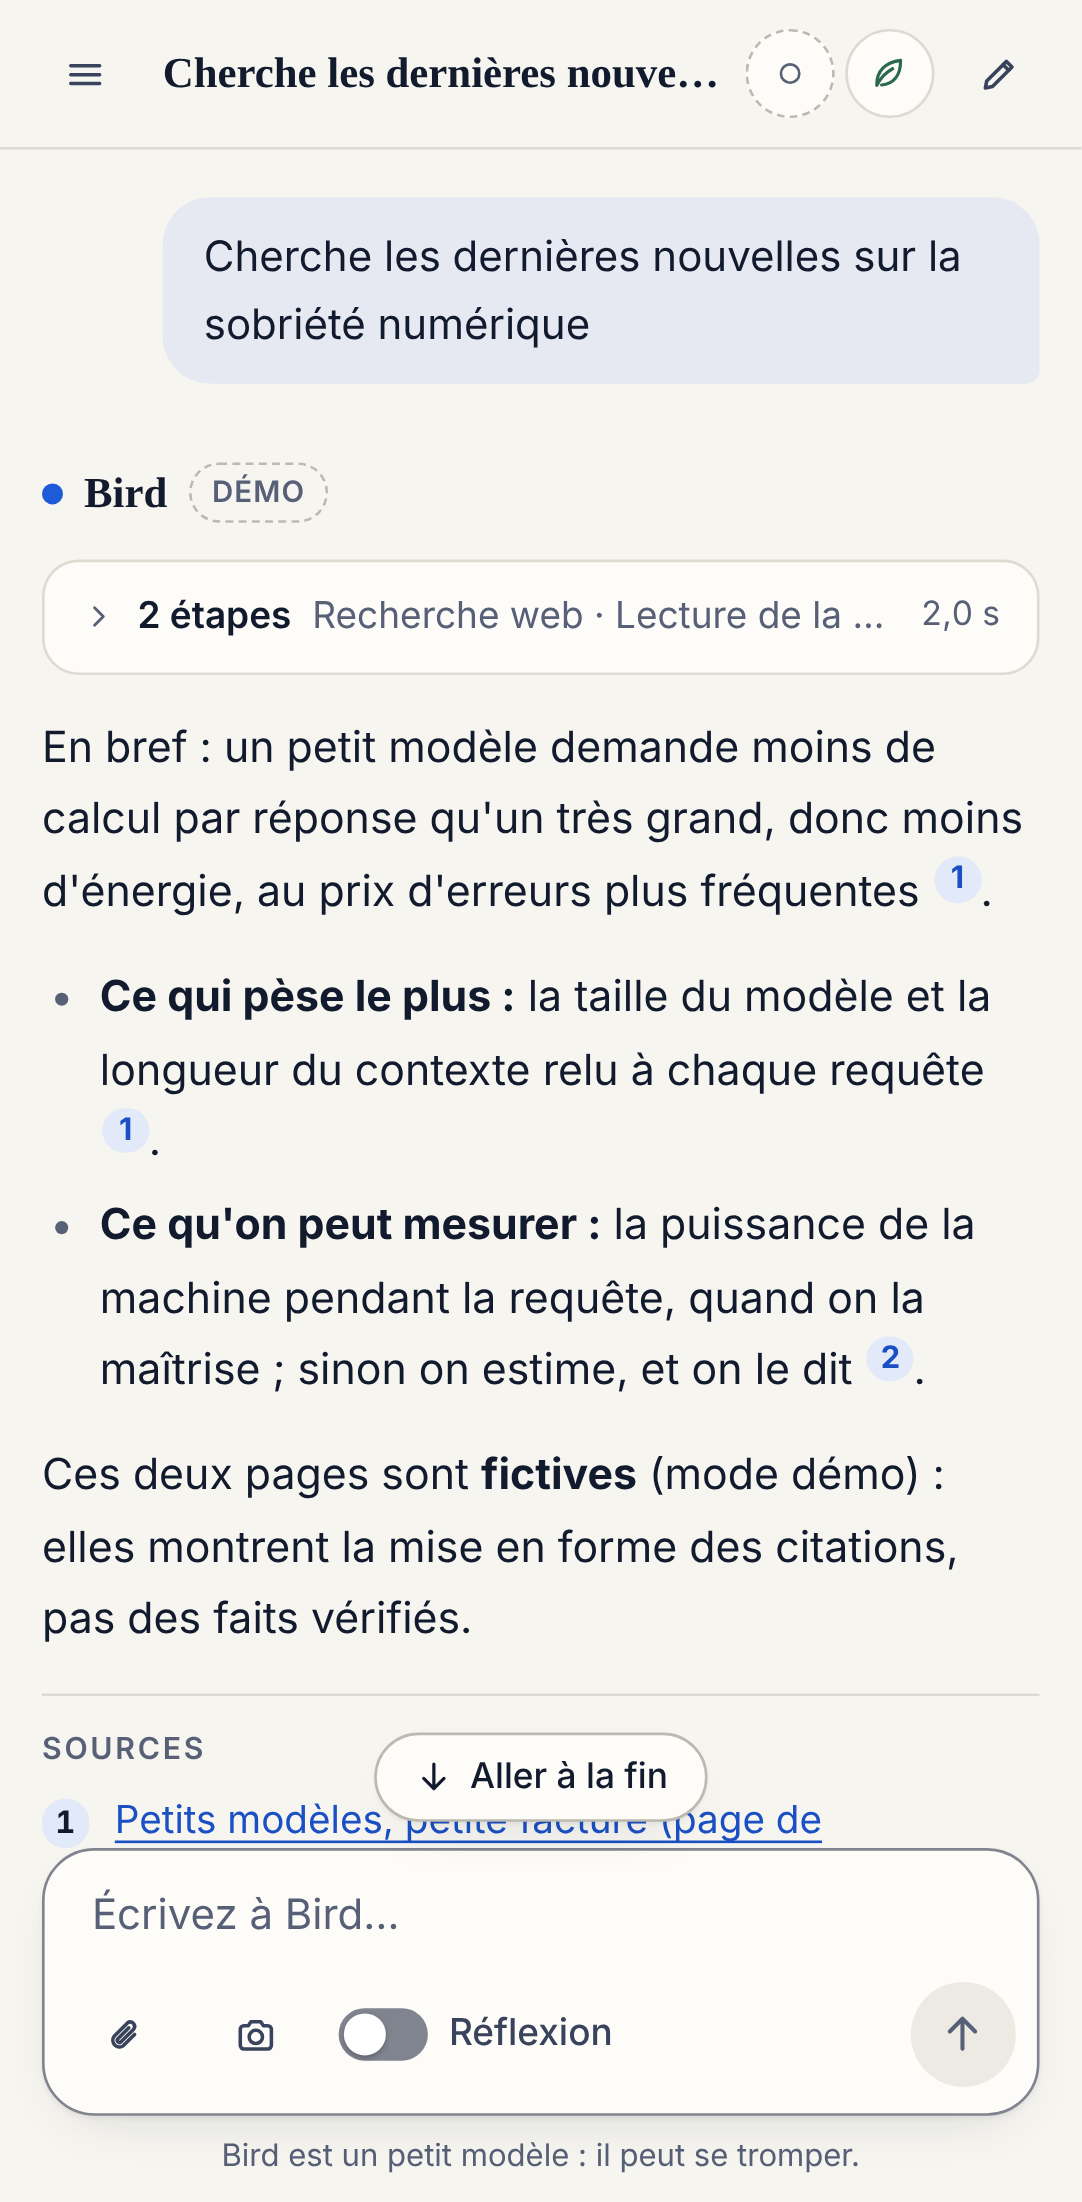 Cherche les dernières nouve…
Cherche les dernières nouvelles sur la
sobriété numérique
Bird DÉMO
2 étapes Recherche web · Lecture de la … 2,0 s
En bref : un petit modèle demande moins de
calcul par réponse qu'un très grand, donc moins
d'énergie, au prix d'erreurs plus fréquentes 1.
• Ce qui pèse le plus : la taille du modèle et la
longueur du contexte relu à chaque requête
1.
• Ce qu'on peut mesurer : la puissance de la
machine pendant la requête, quand on la
maîtrise ; sinon on estime, et on le dit 2.
Ces deux pages sont fictives (mode démo) :
elles montrent la mise en forme des citations,
pas des faits vérifiés.
SOURCES
Aller à la fin
1 Petits modèles, petite facture (page de
Écrivez à Bird…
Réflexion
Bird est un petit modèle : il peut se tromper.